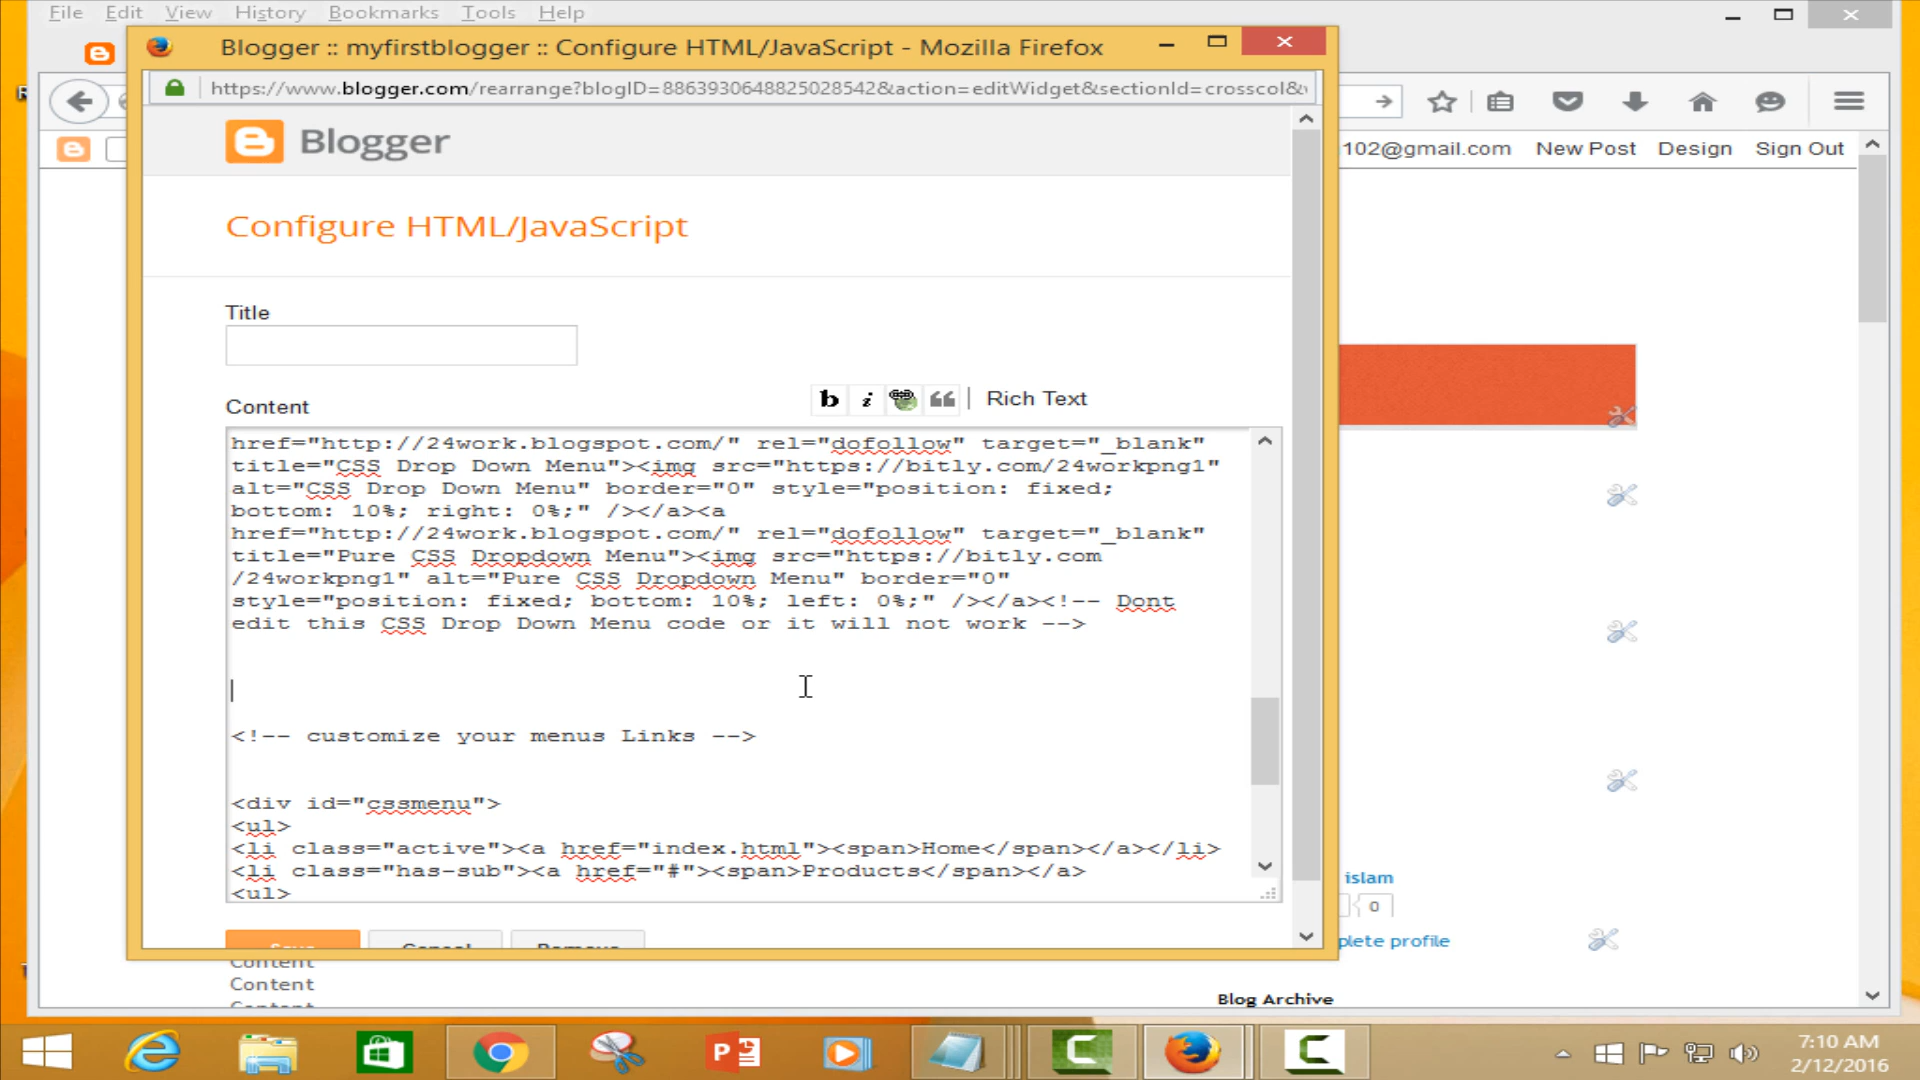 File Edit View History Bookmarks Tools Help
Blogger :: myfirstblogger :: Configure HTML/JavaScript - Mozilla Firefox
https://www.blogger.com/rearrange?blogID=8863930648825028542&action=editWidget&sectionId=crosscol&
102@gmail.com New Post Design Sign Out
Blogger
Configure HTML/JavaScript
Title
Content
b i Rich Text
href="http://24work.blogspot.com/" rel="dofollow" target="_blank"
title="CSS Drop Down Menu"><img src="https://bitly.com/24workpng1"
alt="CSS Drop Down Menu" border="0" style="position: fixed;
bottom: 10%; right: 0%;" /></a><a
href="http://24work.blogspot.com/" rel="dofollow" target="_blank"
title="Pure CSS Dropdown Menu"><img src="https://bitly.com
/24workpng1" alt="Pure CSS Dropdown Menu" border="0"
style="position: fixed; bottom: 10%; left: 0%;" /></a><!-- Dont
edit this CSS Drop Down Menu code or it will not work -->
<!-- customize your menus Links -->
<div id="cssmenu">
<ul>
<li class="active"><a href="index.html"><span>Home</span></a></li>
<li class="has-sub"><a href="#"><span>Products</span></a>
<ul>
Save Cancel Remove
islam
0
plete profile
Content
Content
Content
Blog Archive
7:10 AM
2/12/2016